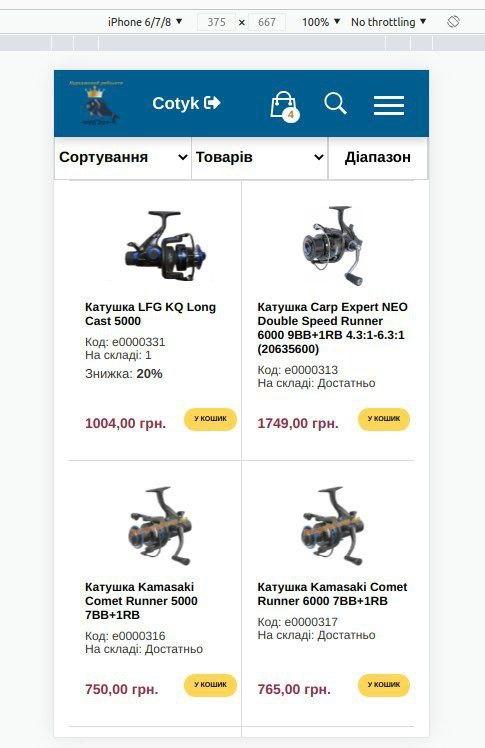 iPhone 6/7/8 ▼ 375 × 667 100% ▼ No throttling ▼
Cotyk
4
Сортування Товарів Діапазон
Катушка LFG KQ Long
Cast 5000
Код: e0000331
На складі: 1
Знижка: 20%
1004,00 грн.
У КОШИК
Катушка Carp Expert NEO
Double Speed Runner
6000 9BB+1RB 4.3:1-6.3:1
(20635600)
Код: e0000313
На складі: Достатньо
1749,00 грн.
У КОШИК
Катушка Kamasaki
Comet Runner 5000
7BB+1RB
Код: e0000316
На складі: Достатньо
750,00 грн.
У КОШИК
Катушка Kamasaki Comet
Runner 6000 7BB+1RB
Код: e0000317
На складі: Достатньо
765,00 грн.
У КОШИК